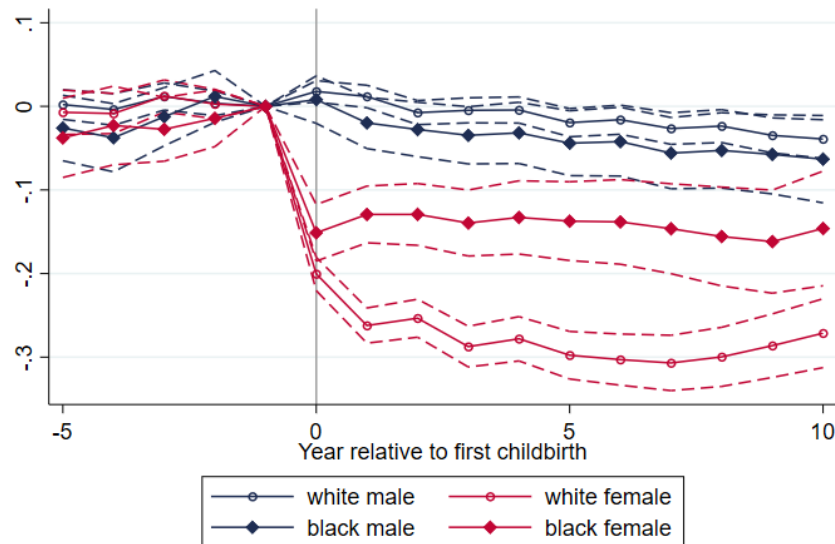 .1
0
-.1
-.2
-.3
-5 0 5 10
Year relative to first childbirth
white male white female
black male black female